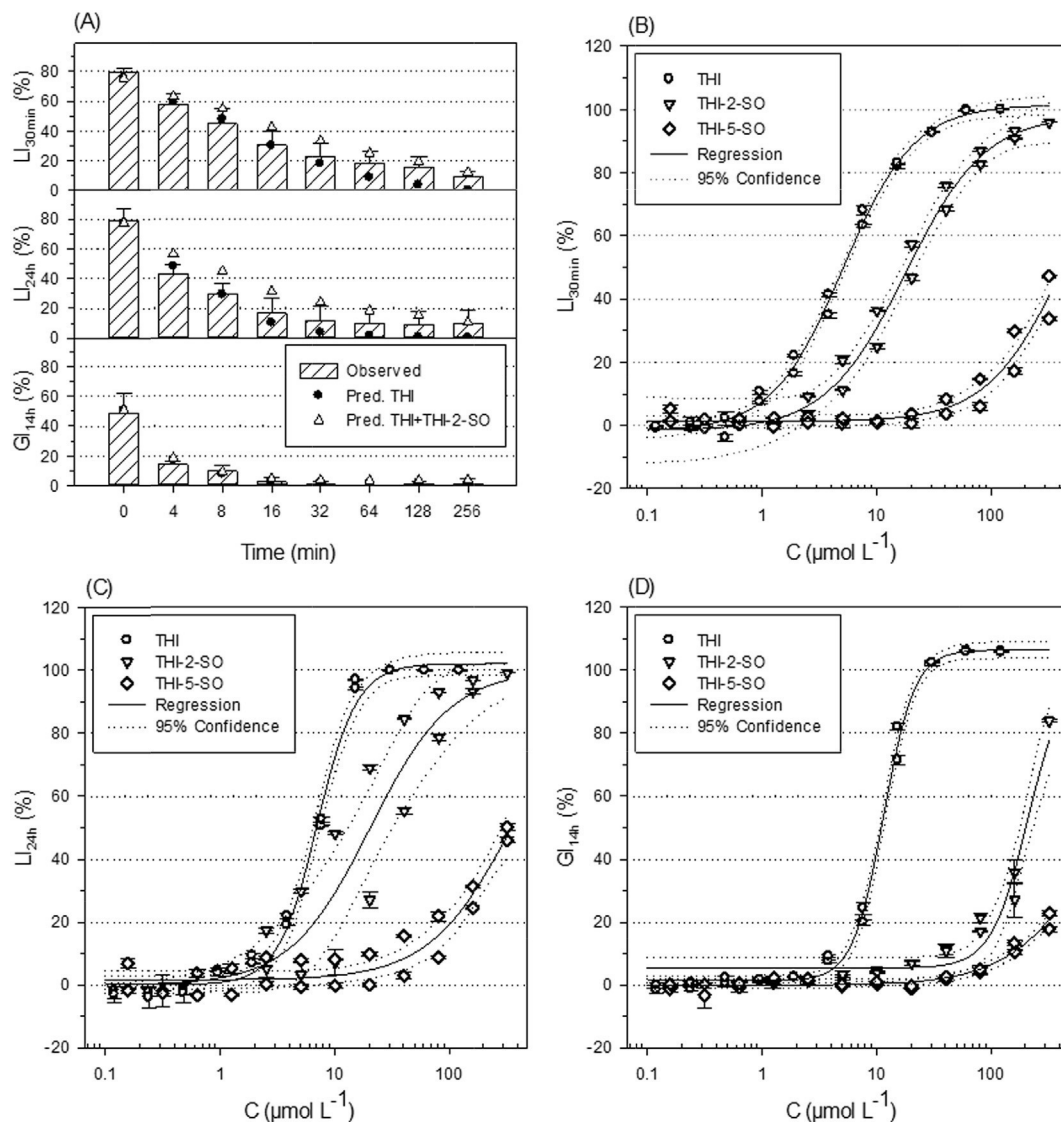 (A)
LI30min (%)
80
60
40
20
0
LI24h (%)
80
60
40
20
0
GI14h (%)
80
60
40
20
0
Observed
Pred. THI
Pred. THI+THI-2-SO
0 4 8 16 32 64 128 256
Time (min)
(B)
THI
THI-2-SO
THI-5-SO
Regression
95% Confidence
LI30min (%)
120
100
80
60
40
20
0
-20
0.1 1 10 100
C (µmol L-1)
(C)
THI
THI-2-SO
THI-5-SO
Regression
95% Confidence
LI24h (%)
120
100
80
60
40
20
0
-20
0.1 1 10 100
C (µmol L-1)
(D)
THI
THI-2-SO
THI-5-SO
Regression
95% Confidence
GI14h (%)
120
100
80
60
40
20
0
-20
0.1 1 10 100
C (µmol L-1)